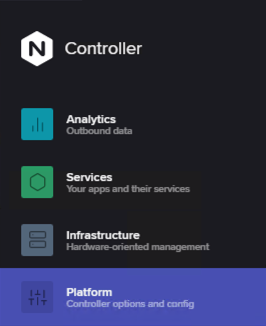 N Controller
Analytics
Outbound data
Services
Your apps and their services
Infrastructure
Hardware-oriented management
Platform
Controller options and config